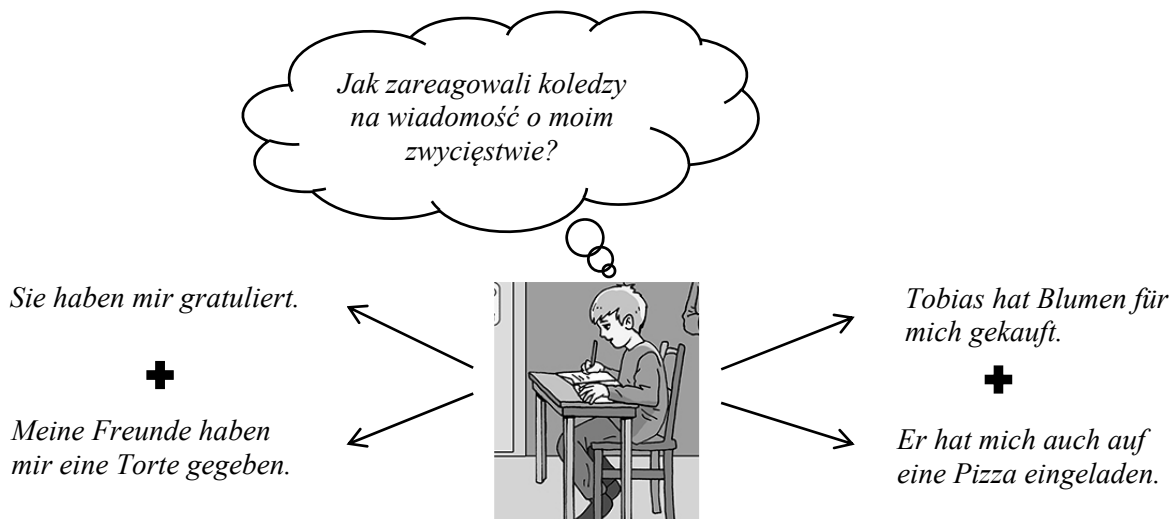 Jak zareagowali koledzy
na wiadomość o moim
zwycięstwie?
Sie haben mir gratuliert.
Meine Freunde haben
mir eine Torte gegeben.
Tobias hat Blumen für
mich gekauft.
Er hat mich auch auf
eine Pizza eingeladen.